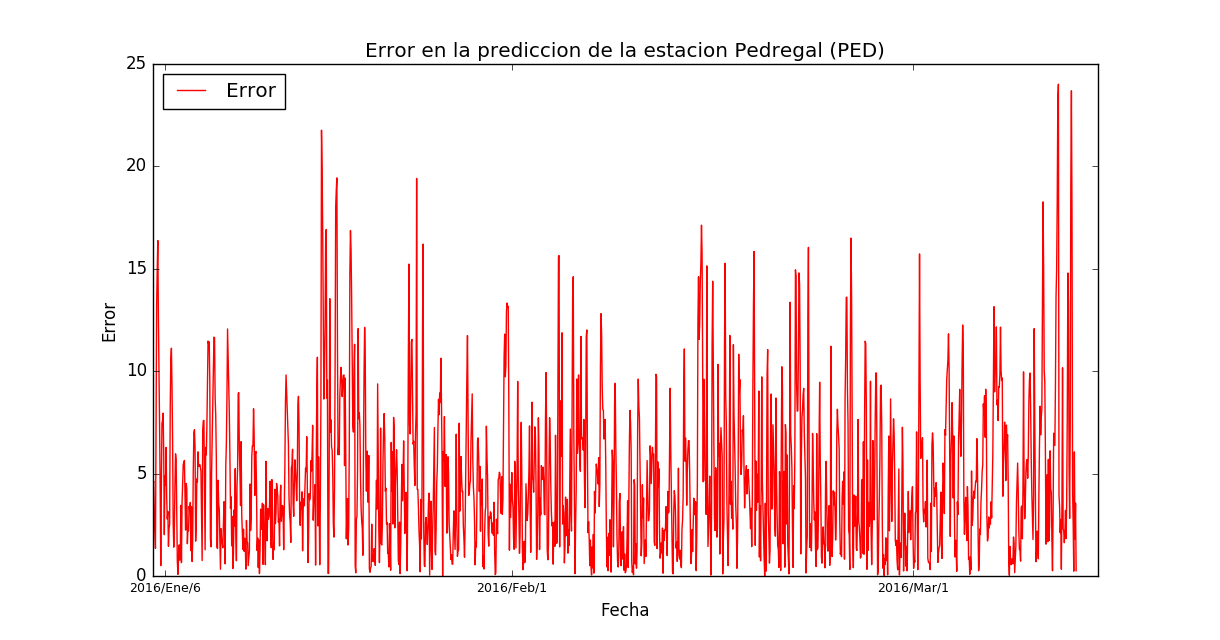 Error en la prediccion de la estacion Pedregal (PED)
25
20
15
10
5
0
Error
Error
2016/Ene/6
2016/Feb/1
2016/Mar/1
Fecha